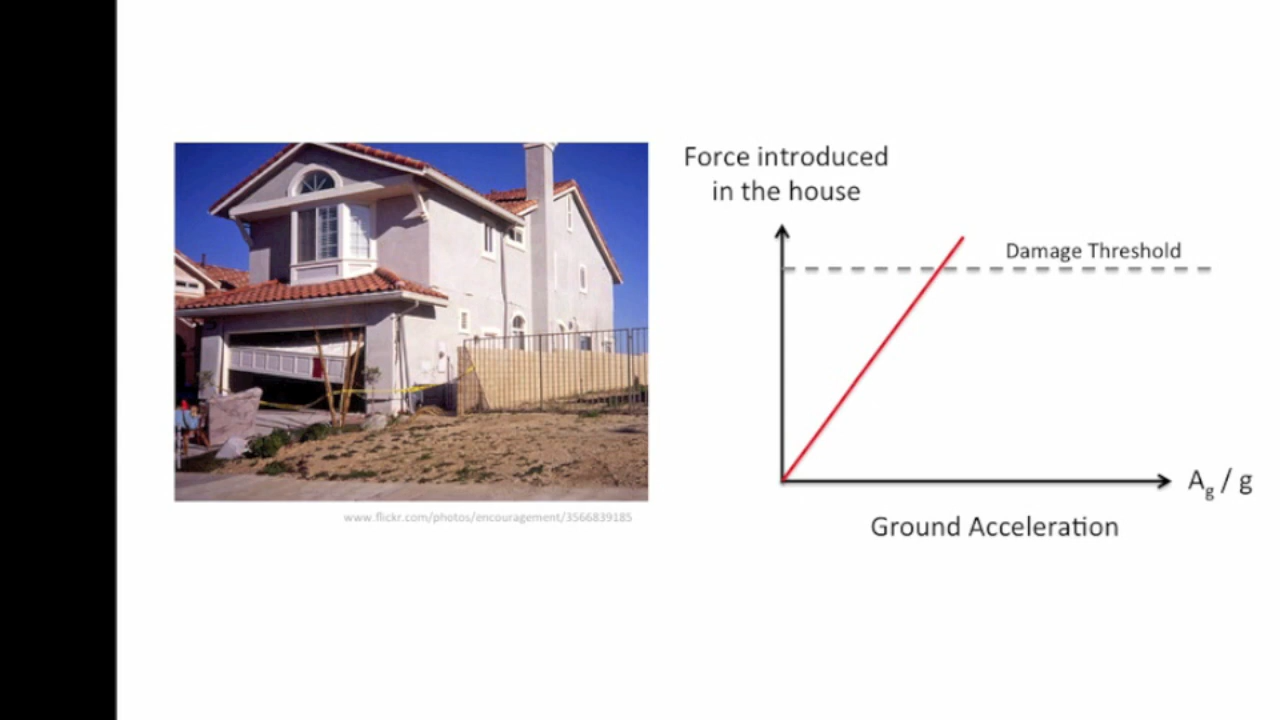 Force introduced
in the house
Damage Threshold
Ag / g
Ground Acceleration
www.flickr.com/photos/encouragement/3566839185